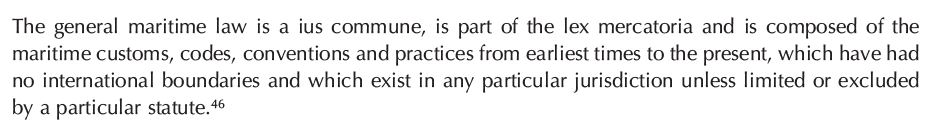 The general maritime law is a ius commune, is part of the lex mercatoria and is composed of the
maritime customs, codes, conventions and practices from earliest times to the present, which have had
no international boundaries and which exist in any particular jurisdiction unless limited or excluded
by a particular statute.⁴⁶